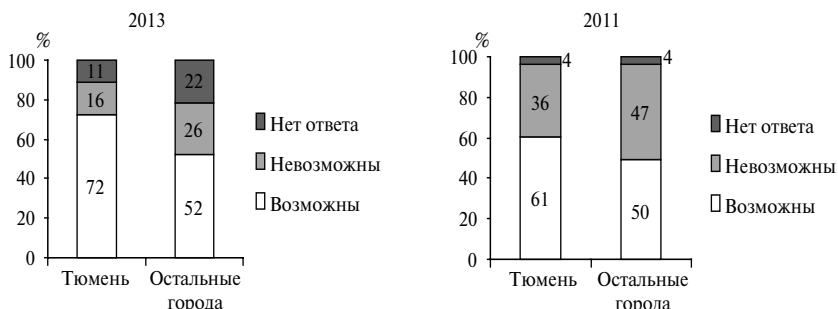 2013
%
100
80
60
40
20
0
11
16
72
22
26
52
Тюмень
Остальные
города
Нет ответа
Невозможны
Возможны
2011
%
100
80
60
40
20
0
4
36
61
4
47
50
Тюмень
Остальные
города
Нет ответа
Невозможны
Возможны